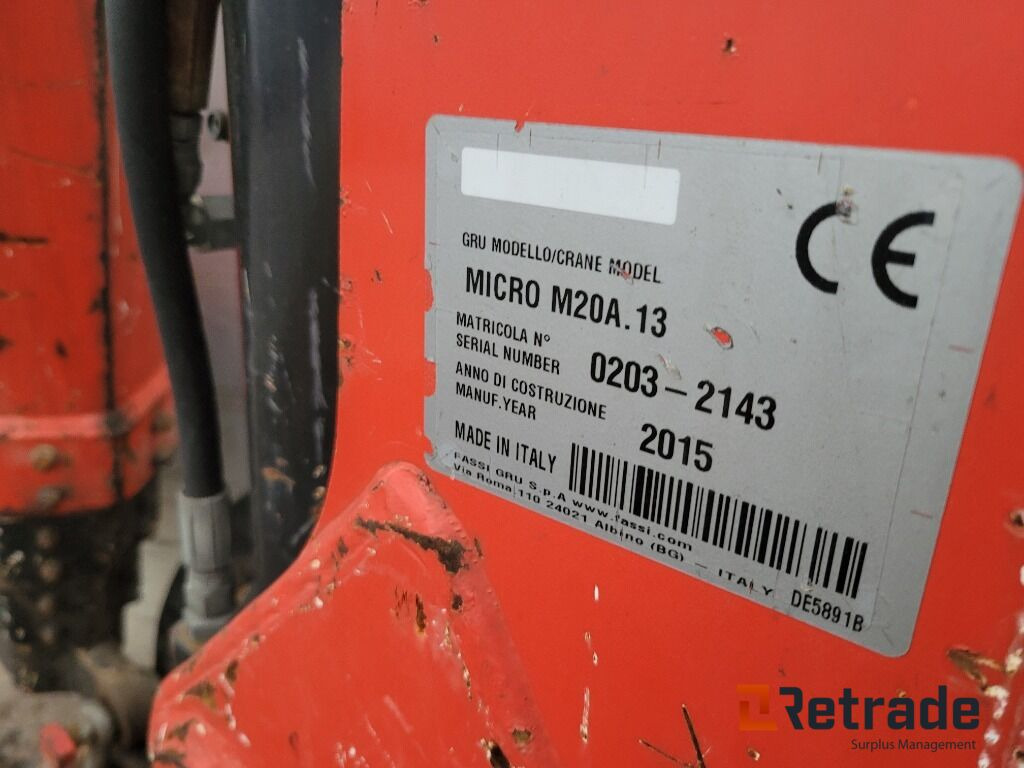 CE
GRU MODELLO/CRANE MODEL
MICRO M20A.13
MATRICOLA N°
SERIAL NUMBER 0203-2143
ANNO DI COSTRUZIONE
MANUF.YEAR 2015
MADE IN ITALY
FASSI GRU S.p.A www.fassi.com
Via Roma, 110 24021 Albino (BG) - ITALY DE5891B
Retrade
Surplus Management